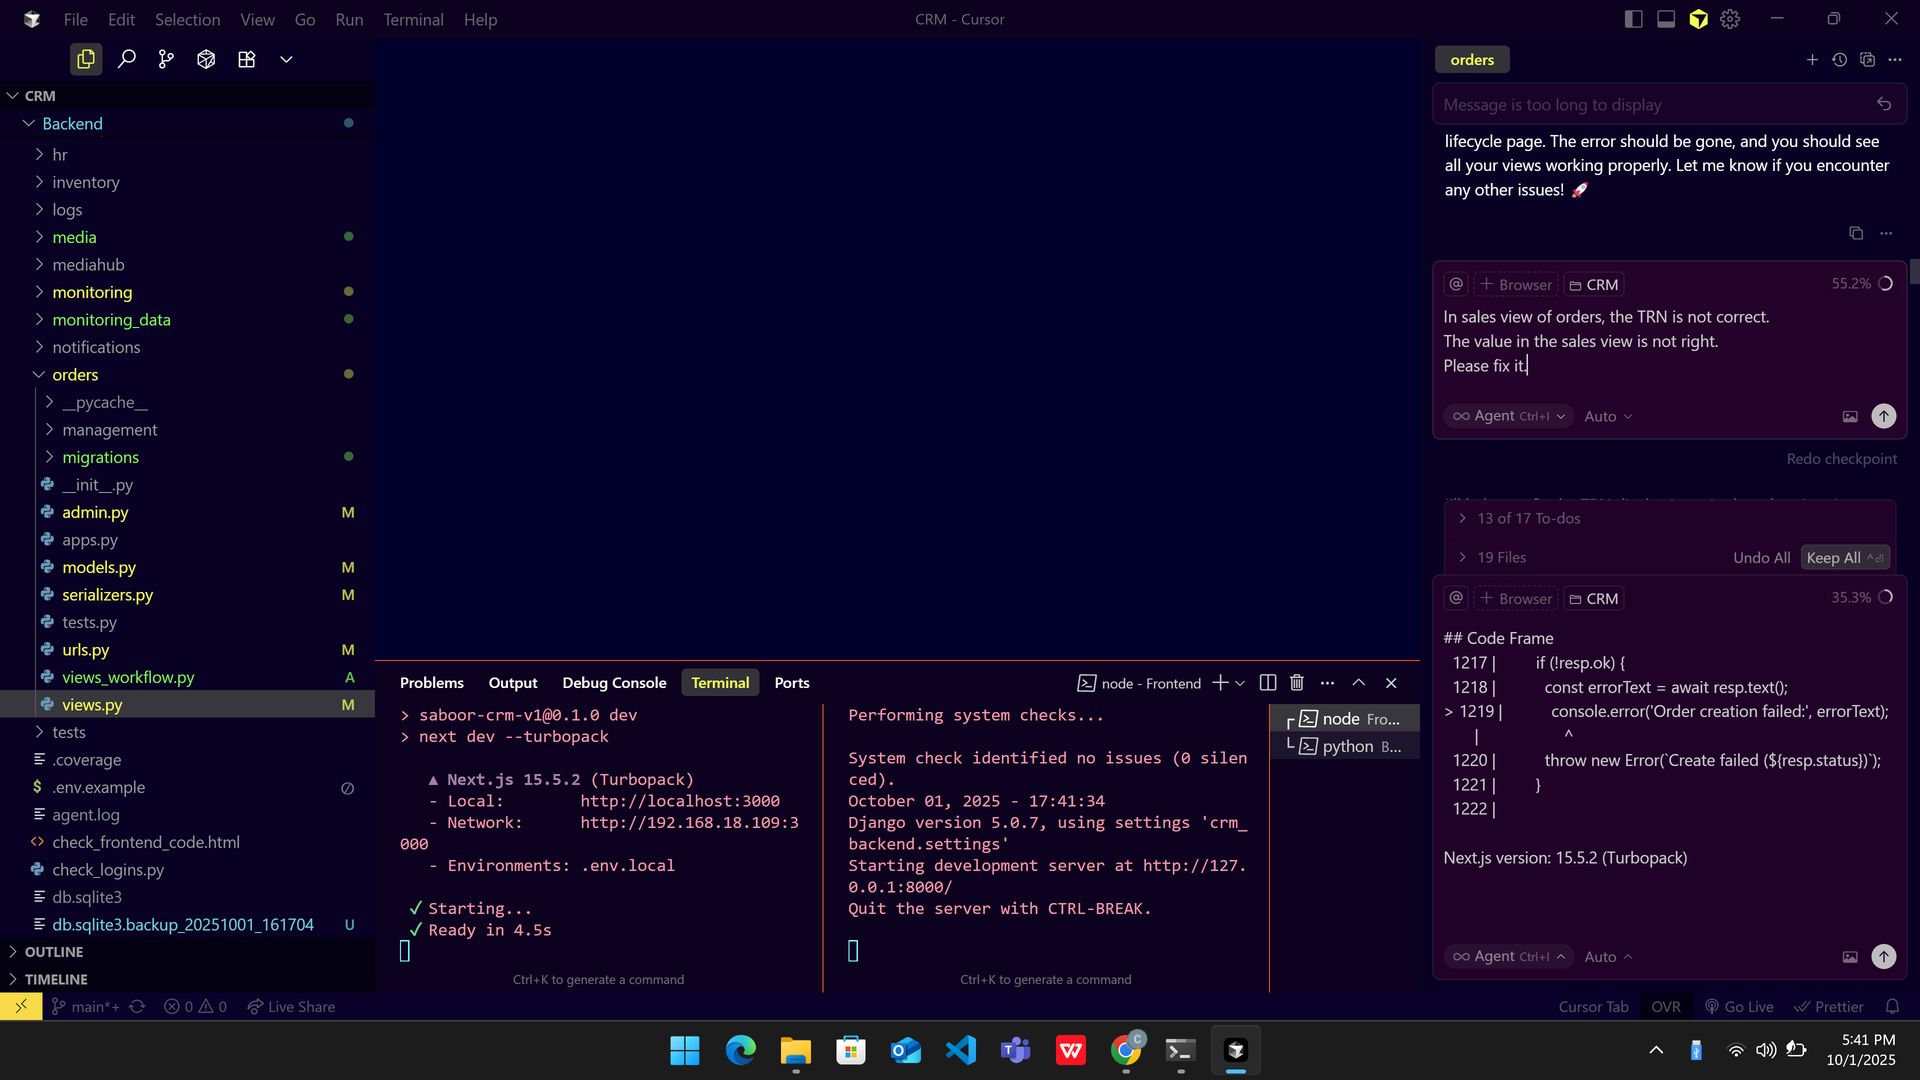 File Edit Selection View Go Run Terminal Help
CRM - Cursor
CRM
Backend
hr
inventory
logs
media
mediahub
monitoring
monitoring_data
notifications
orders
__pycache__
management
migrations
__init__.py
admin.py M
apps.py
models.py M
serializers.py M
tests.py
urls.py M
views_workflow.py A
views.py M
tests
.coverage
$ .env.example
agent.log
check_frontend_code.html
check_logins.py
db.sqlite3
db.sqlite3.backup_20251001_161704 U
OUTLINE
TIMELINE
Problems Output Debug Console Terminal Ports
node - Frontend
> saboor-crm-v1@0.1.0 dev
> next dev --turbopack
▲ Next.js 15.5.2 (Turbopack)
- Local: http://localhost:3000
- Network: http://192.168.18.109:3
000
- Environments: .env.local
✓ Starting...
✓ Ready in 4.5s
Ctrl+K to generate a command
Performing system checks...
System check identified no issues (0 silen
ced).
October 01, 2025 - 17:41:34
Django version 5.0.7, using settings 'crm_
backend.settings'
Starting development server at http://127.
0.0.1:8000/
Quit the server with CTRL-BREAK.
Ctrl+K to generate a command
node Fro...
python B...
orders
Message is too long to display
lifecycle page. The error should be gone, and you should see
all your views working properly. Let me know if you encounter
any other issues! 🚀
@ + Browser CRM 55.2%
In sales view of orders, the TRN is not correct.
The value in the sales view is not right.
Please fix it.
Agent Ctrl+I Auto
Redo checkpoint
13 of 17 To-dos
19 Files Undo All Keep All
@ + Browser CRM 35.3%
## Code Frame
1217 | if (!resp.ok) {
1218 | const errorText = await resp.text();
> 1219 | console.error('Order creation failed:', errorText);
| ^
1220 | throw new Error(`Create failed (${resp.status})`);
1221 | }
1222 |
Next.js version: 15.5.2 (Turbopack)
Agent Ctrl+I Auto
main*+ 0 0 Live Share
Cursor Tab OVR Go Live Prettier
5:41 PM
10/1/2025